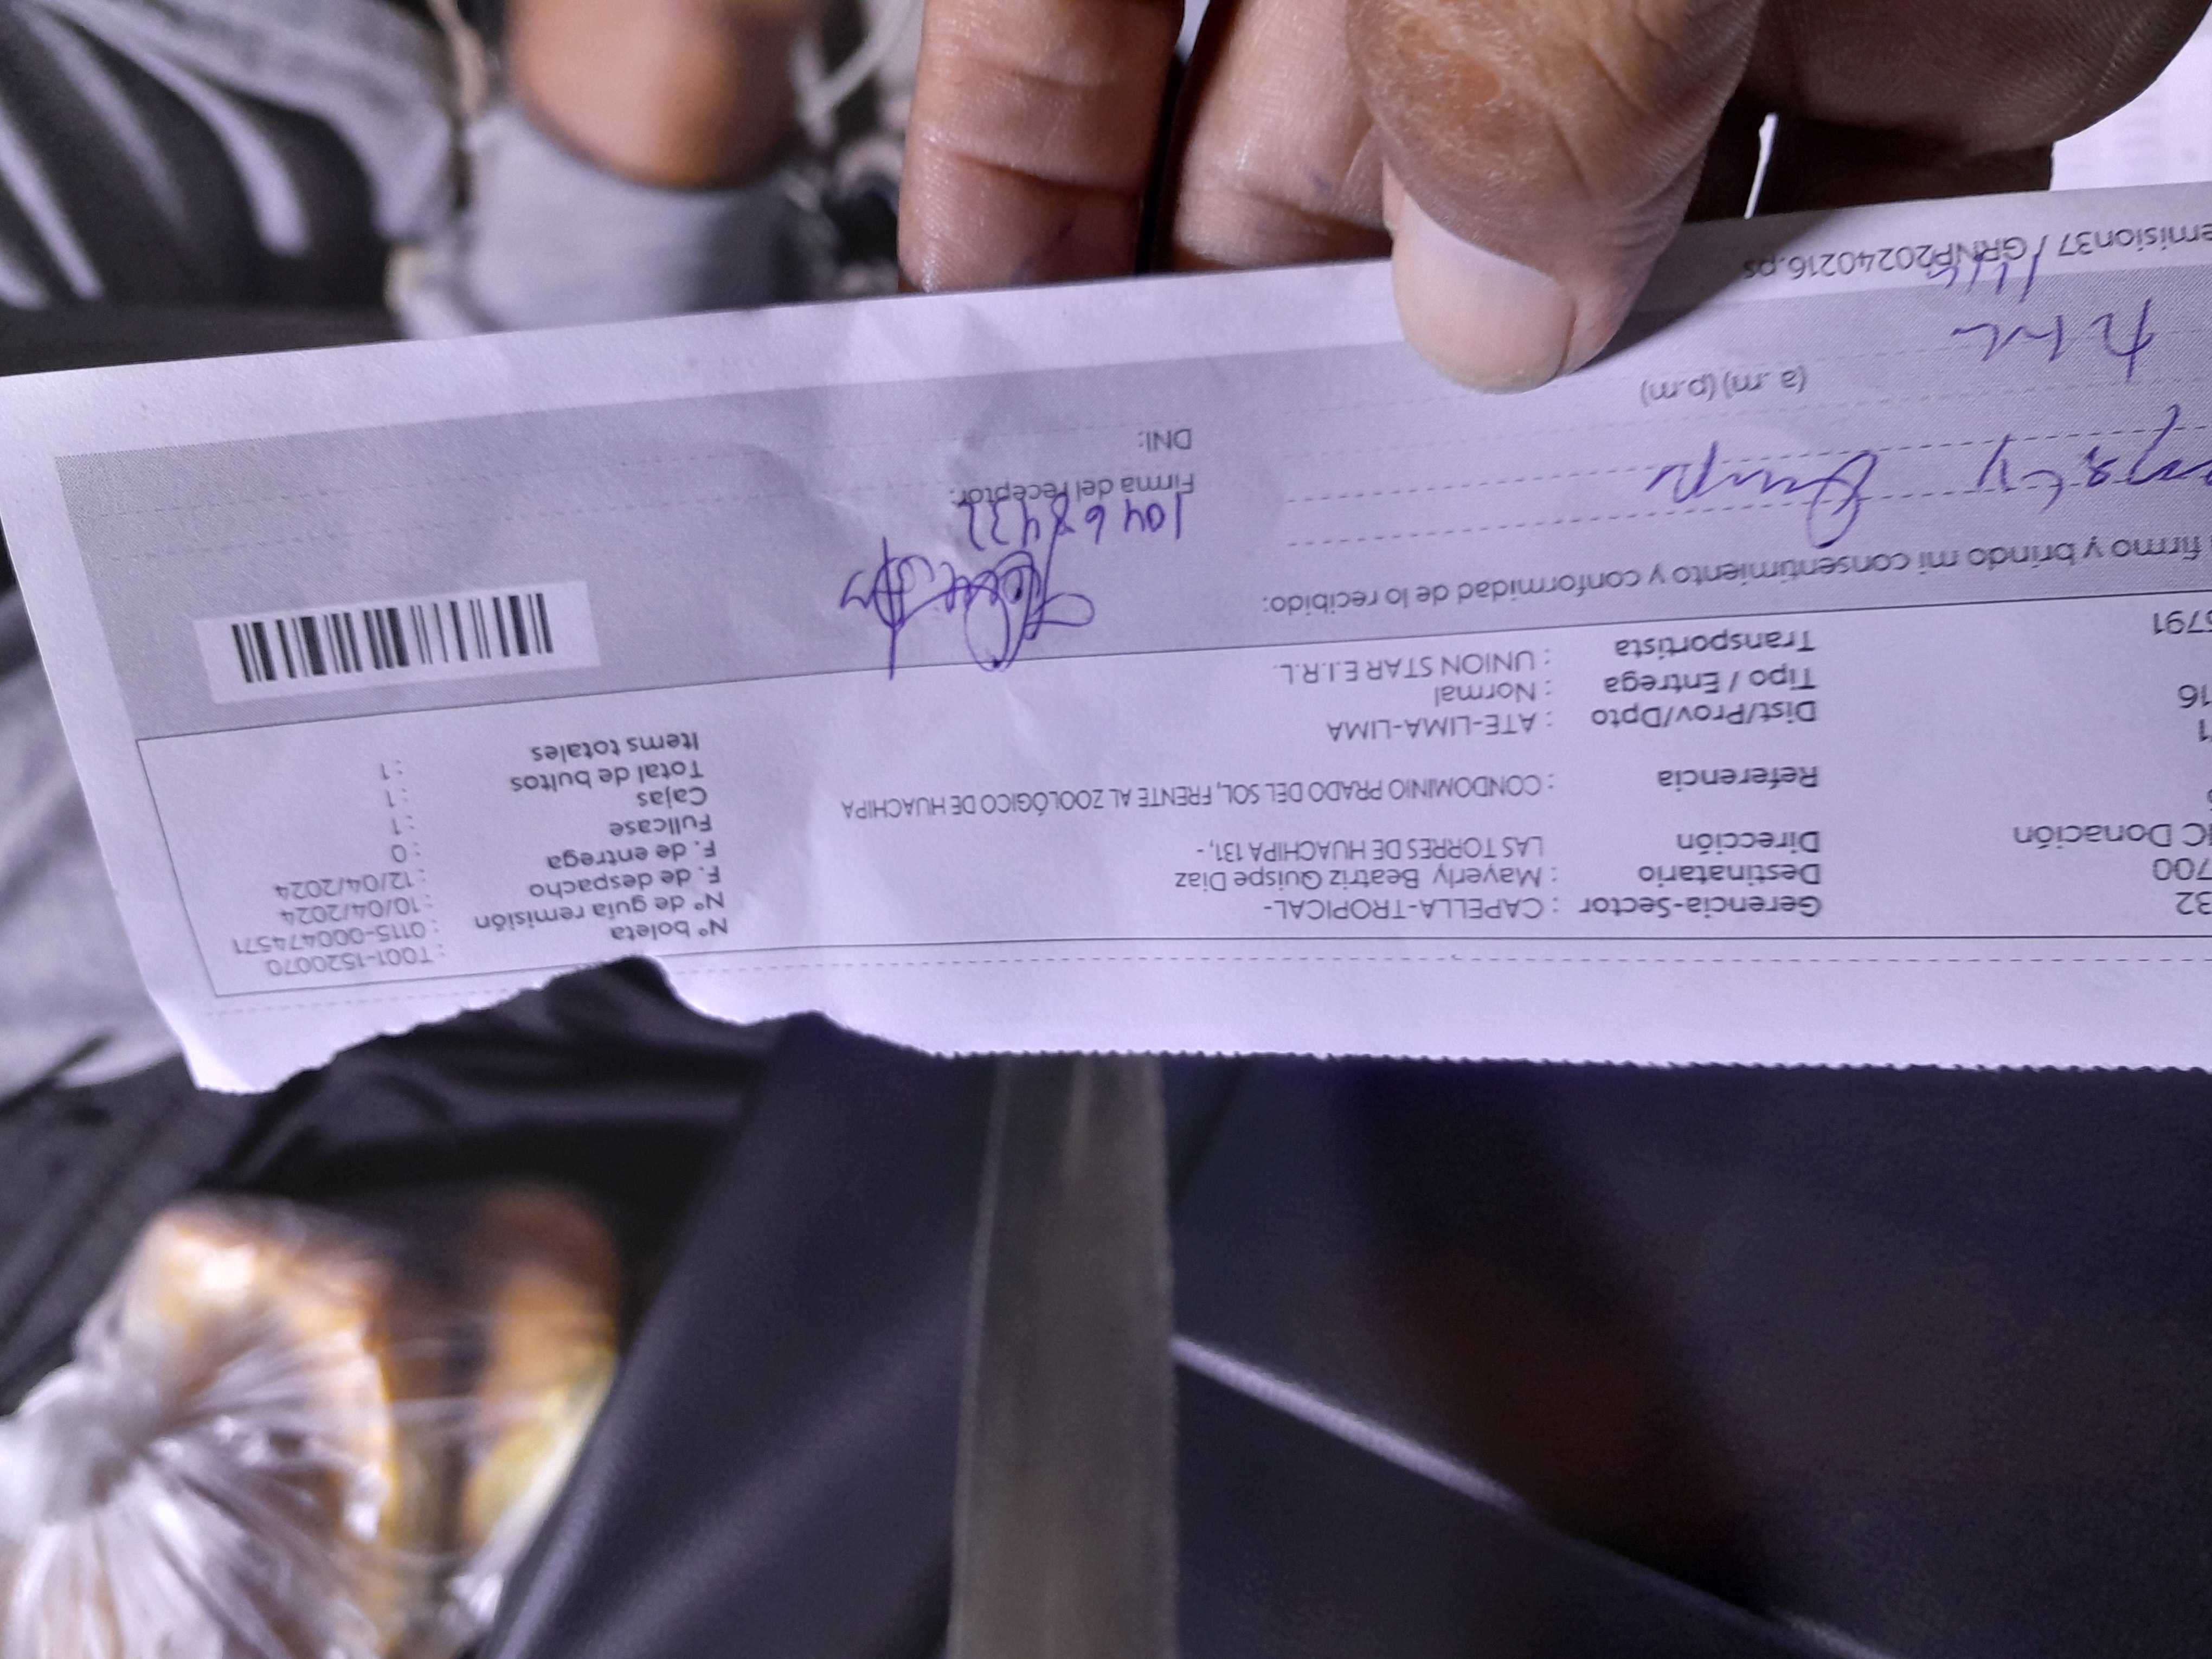 32
700
Donación
16
Gerencia-Sector : CAPELLA-TROPICAL-
Destinatario : Mayerly Beatriz Quispe Diaz
Dirección LAS TORRES DE HUACHIPA 131, -
Referencia : CONDOMINIO PRADO DEL SOL, FRENTE AL ZOOLÓGICO DE HUACHIPA
Dist/Prov/Dpto : ATE-LIMA-LIMA
Tipo / Entrega : Normal
Transportista : UNION STAR E.I.R.L.
Nº boleta : T001-1520070
Nº de guía remisión : 0115-000474571
F. de despacho : 10/04/2024
F. de entrega : 12/04/2024
Fullcase : 0
Cajas : 1
Total de bultos : 1
Items totales : 1
firmo y brindo mi consentimiento y conformidad de lo recibido:
Firma del receptor:
DNI:
(a .m) (p.m)
emision37 / GRNP20240216.ps